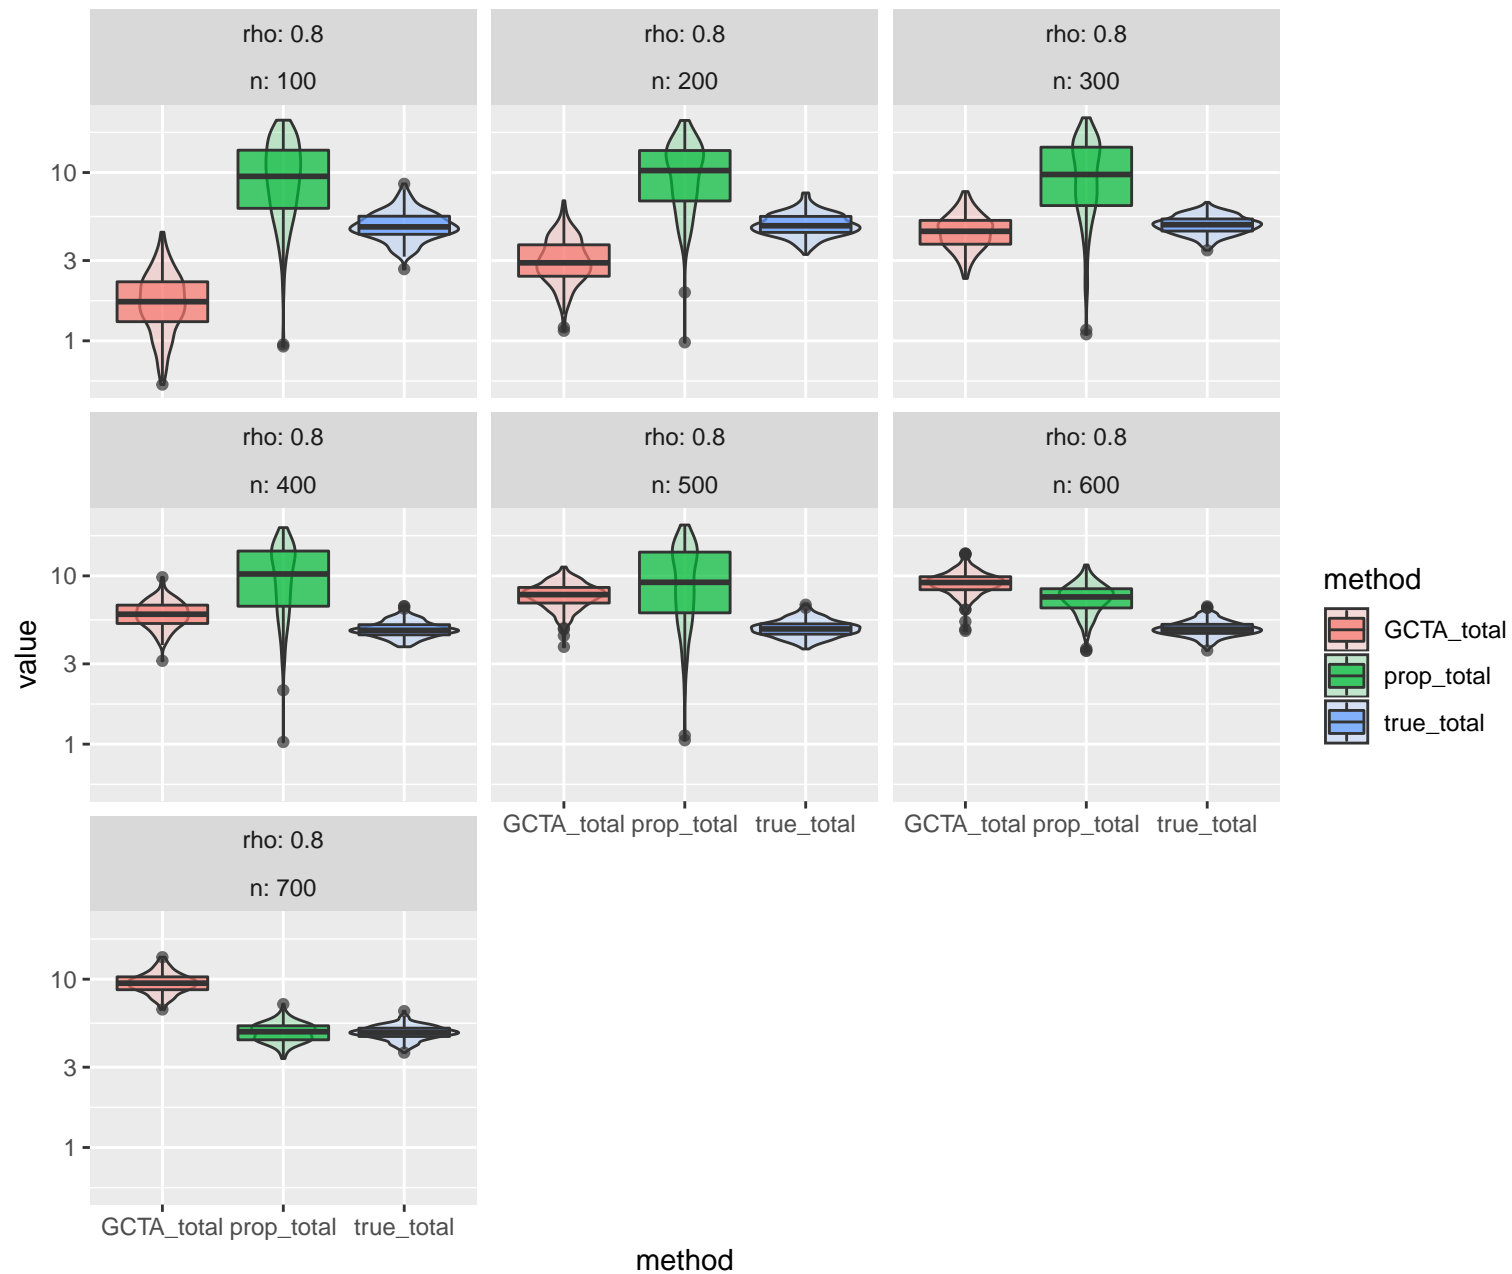 rho: 0.8
rho: 0.8
rho: 0.8
n: 100
n: 200
n: 300
10
3
1
rho: 0.8
rho: 0.8
rho: 0.8
n: 400
n: 500
n: 600
10
3
1
GCTA_total prop_total true_total
GCTA_total prop_total true_total
rho: 0.8
n: 700
10
3
1
GCTA_total prop_total true_total
method
value
method
GCTA_total
prop_total
true_total